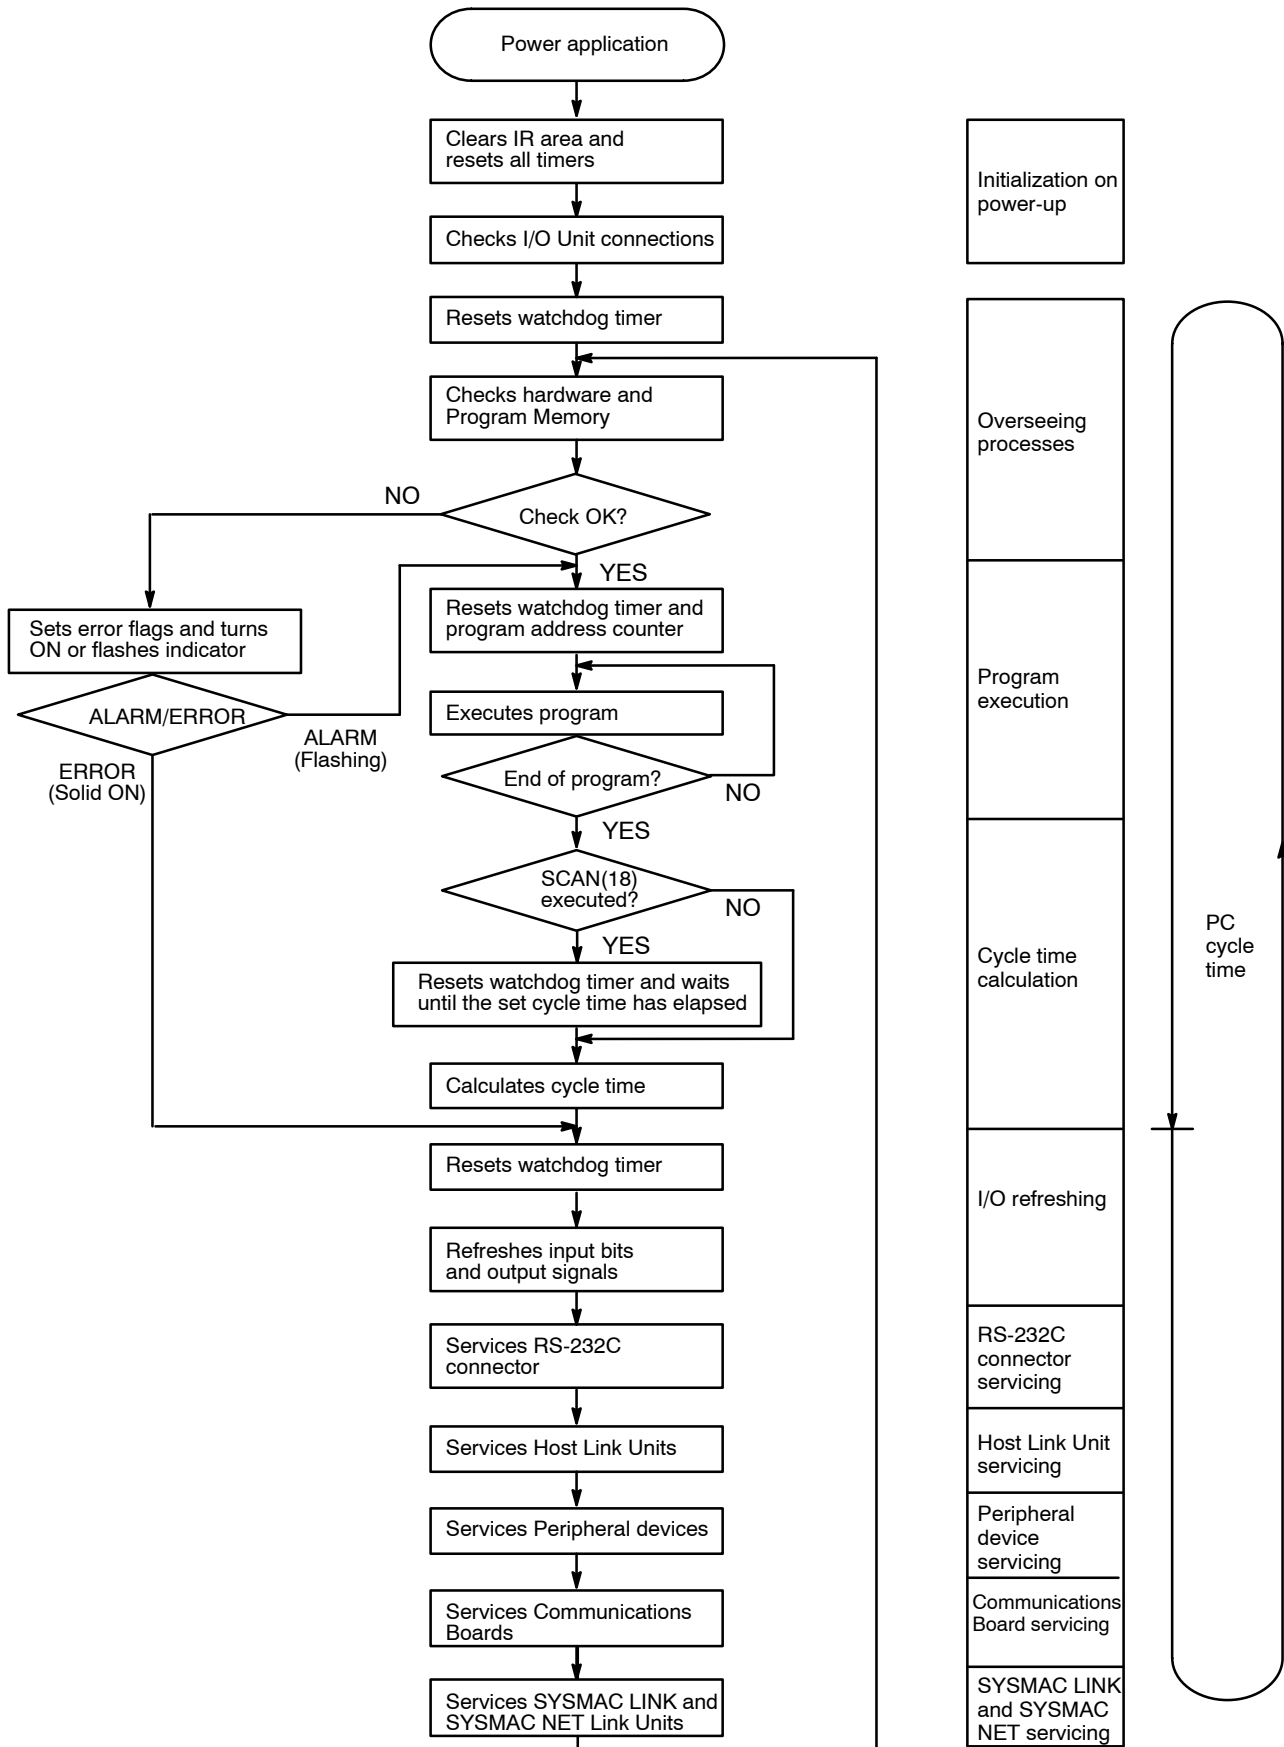 Power application
Clears IR area and
resets all timers
Checks I/O Unit connections
Resets watchdog timer
Checks hardware and
Program Memory
NO
Check OK?
YES
Sets error flags and turns
ON or flashes indicator
Resets watchdog timer and
program address counter
ALARM/ERROR
ALARM
(Flashing)
ERROR
(Solid ON)
Executes program
End of program?
NO
YES
SCAN(18)
executed?
NO
YES
Resets watchdog timer and waits
until the set cycle time has elapsed
Calculates cycle time
Resets watchdog timer
Refreshes input bits
and output signals
Services RS-232C
connector
Services Host Link Units
Services Peripheral devices
Services Communications
Boards
Services SYSMAC LINK and
SYSMAC NET Link Units
Initialization on
power-up
Overseeing
processes
Program
execution
Cycle time
calculation
I/O refreshing
RS-232C
connector
servicing
Host Link Unit
servicing
Peripheral
device
servicing
Communications
Board servicing
SYSMAC LINK
and SYSMAC
NET servicing
PC
cycle
time